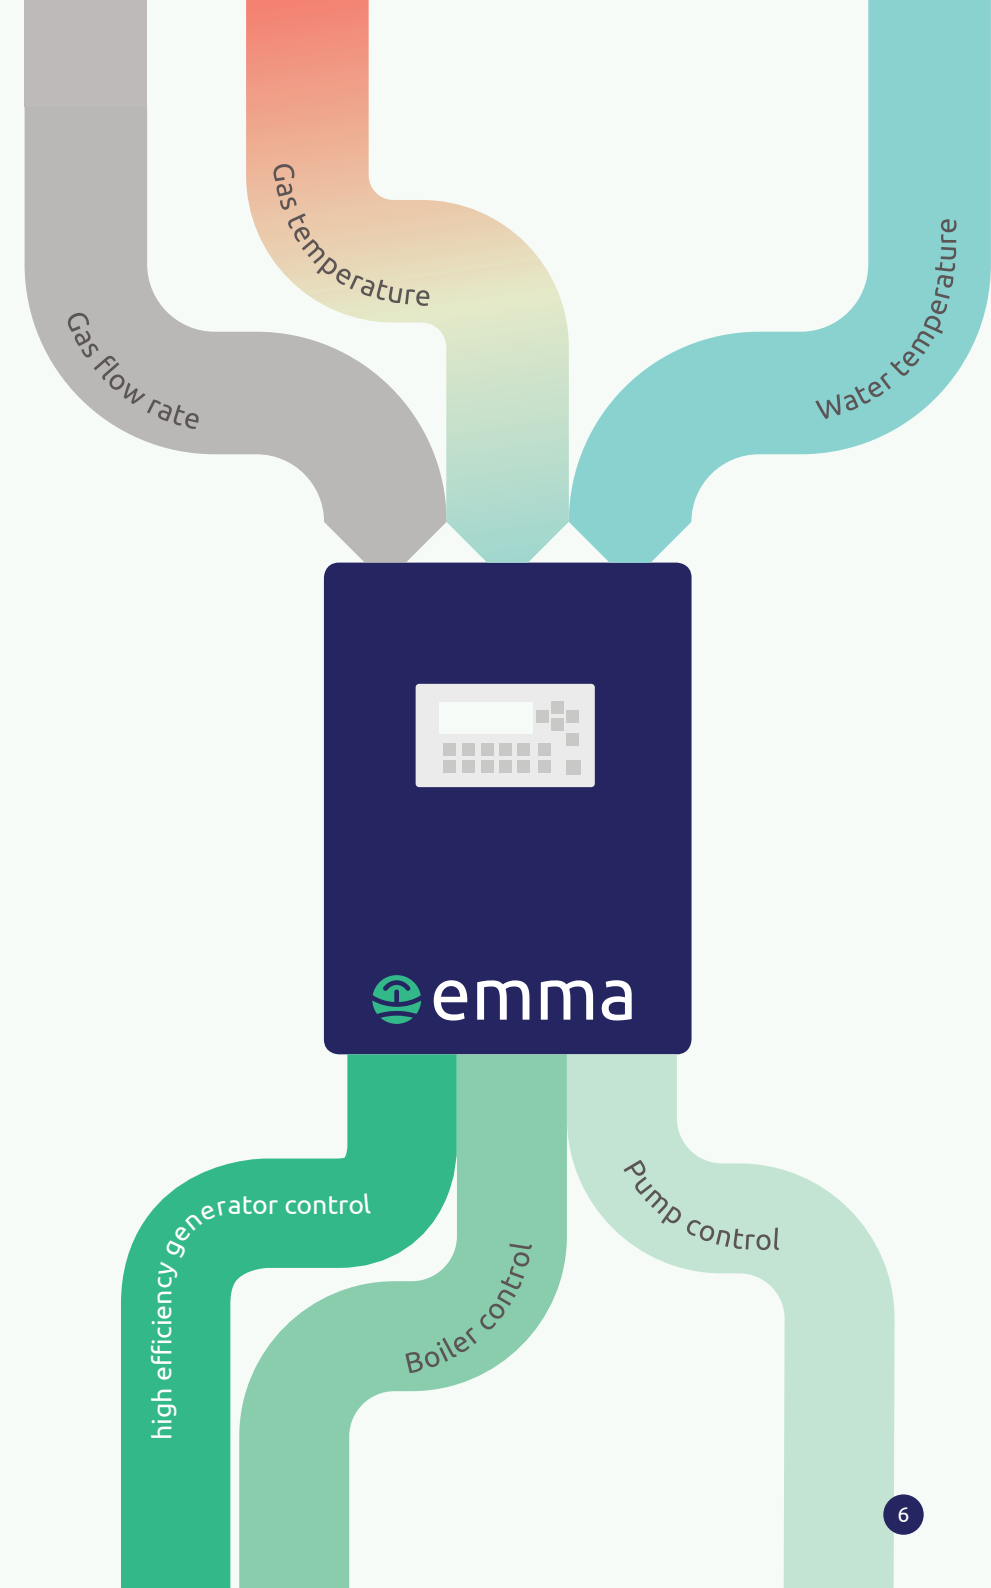 Gas temperature
Water temperature
Gas flow rate
emma
high efficiency generator control
Pump control
Boiler control
6